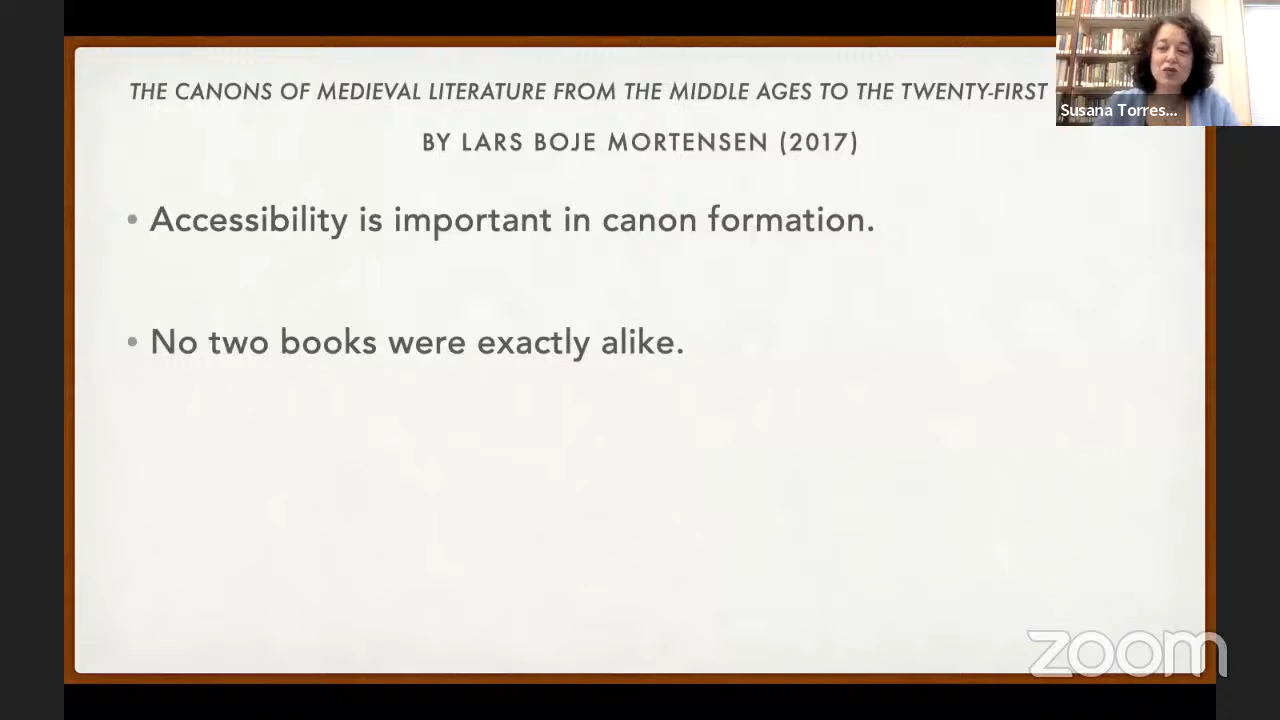 THE CANONS OF MEDIEVAL LITERATURE FROM THE MIDDLE AGES TO THE TWENTY-FIRST
BY LARS BOJE MORTENSEN (2017)
Susana Torres...
• Accessibility is important in canon formation.
• No two books were exactly alike.
zoom